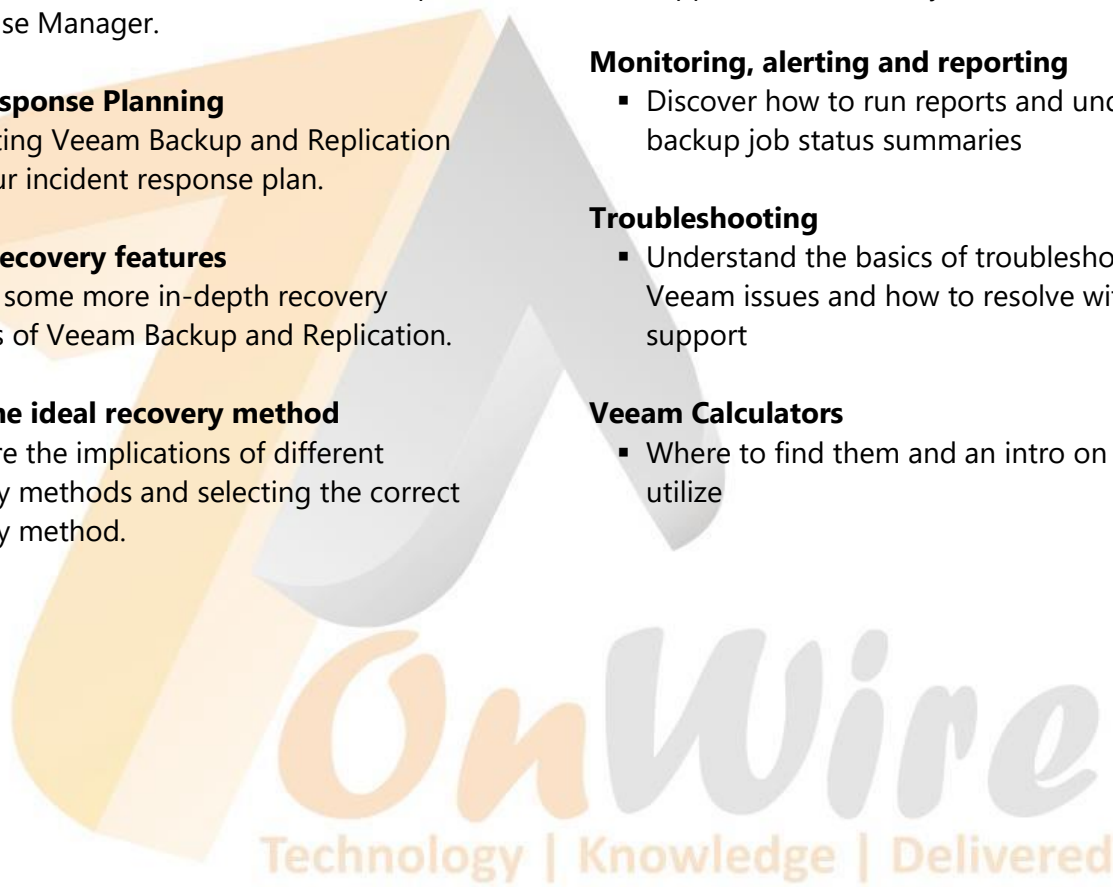 se Manager.
sponse Planning
ting Veeam Backup and Replication
ur incident response plan.
ecovery features
some more in-depth recovery
s of Veeam Backup and Replication.
ne ideal recovery method
re the implications of different
y methods and selecting the correct
y method.
Monitoring, alerting and reporting
▪ Discover how to run reports and und
backup job status summaries
Troubleshooting
▪ Understand the basics of troublesho
Veeam issues and how to resolve wit
support
Veeam Calculators
▪ Where to find them and an intro on
utilize
OnWire
Technology | Knowledge | Delivered